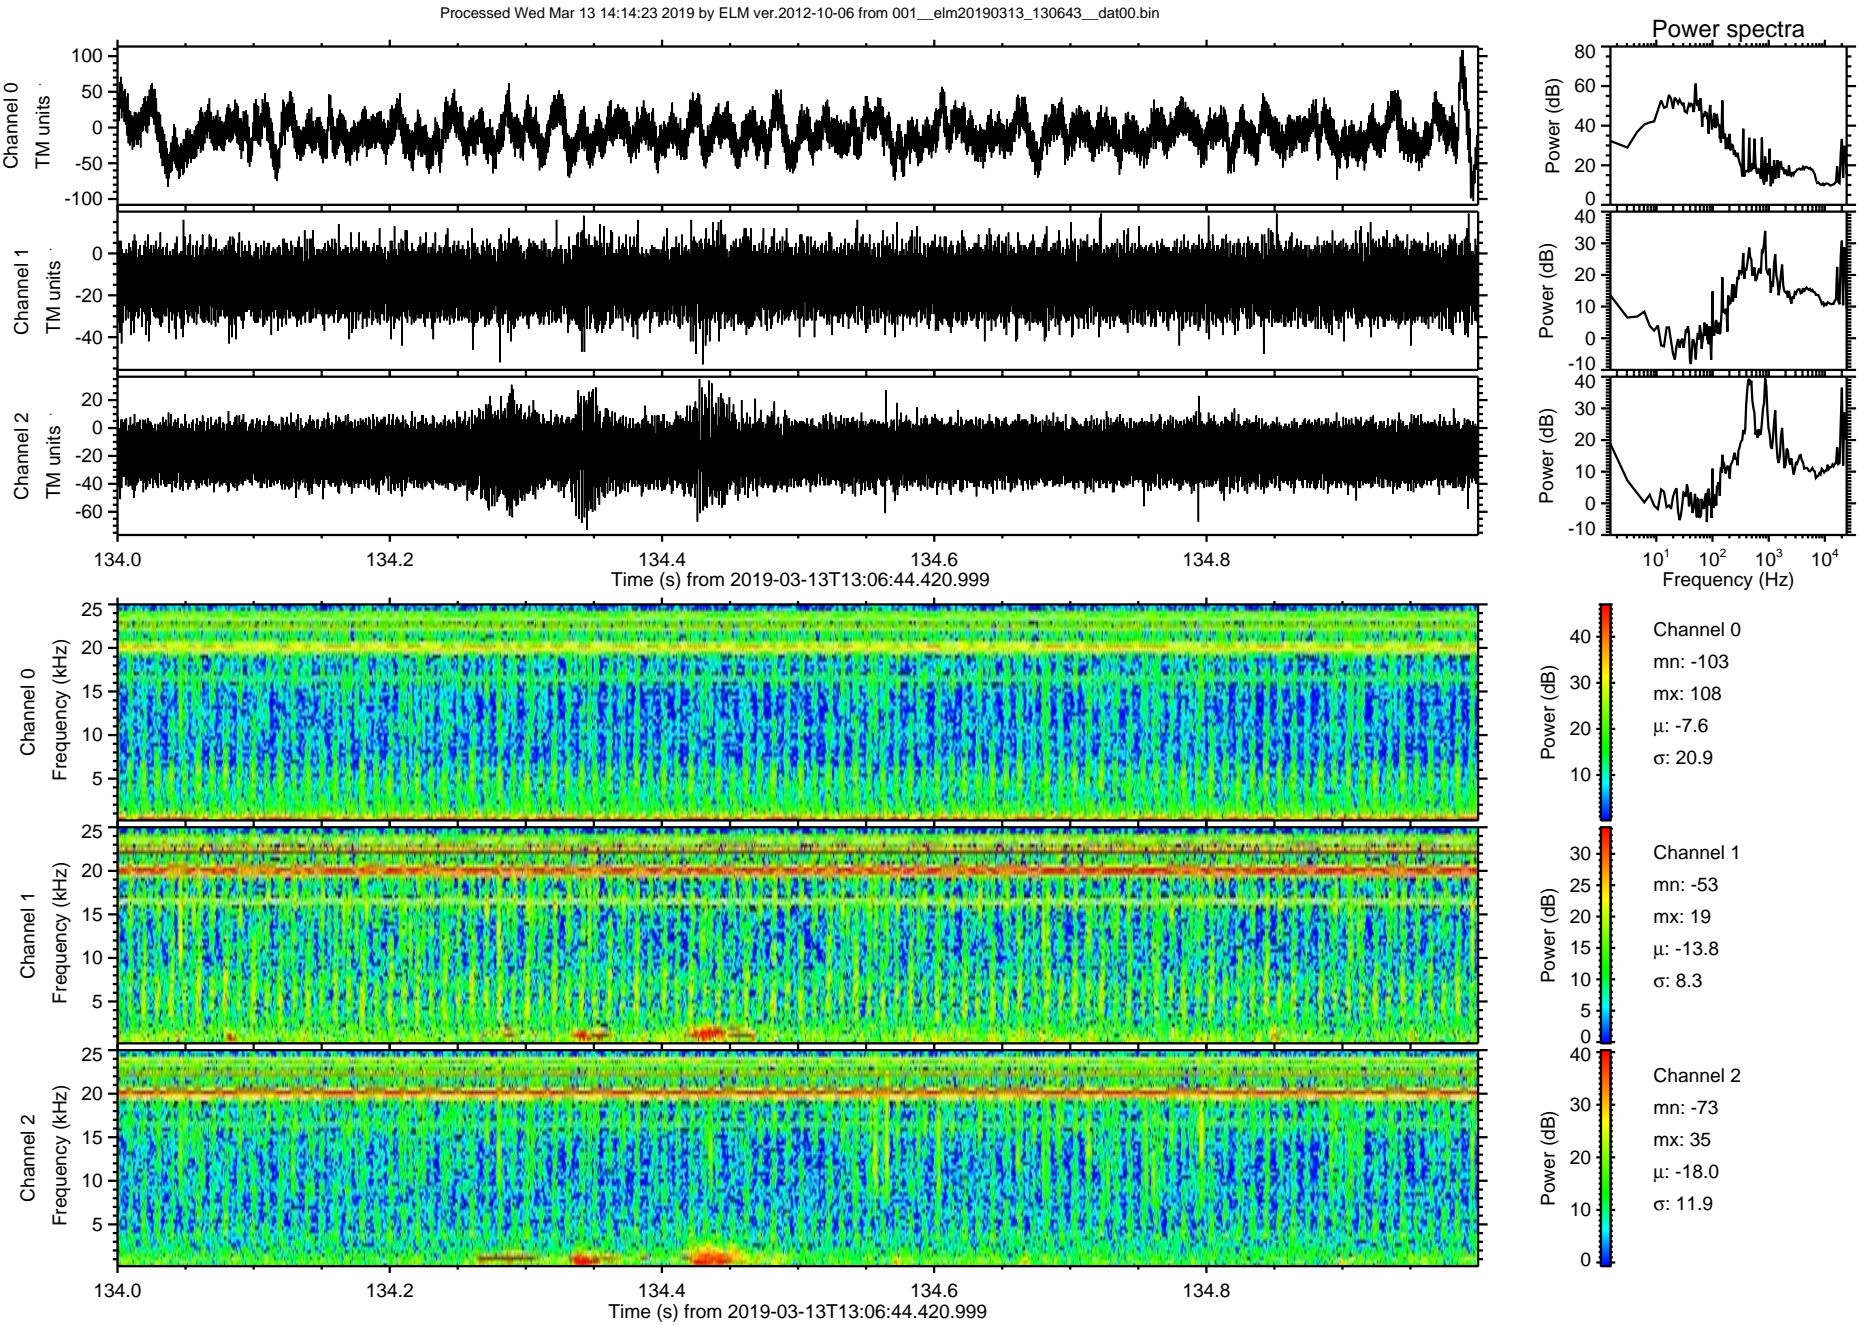 Processed Wed Mar 13 14:14:23 2019 by ELM ver.2012-10-06 from 001__elm20190313_130643__dat00.bin
Power spectra
Channel 0
TM units
100
50
0
-50
-100
Power (dB)
80
60
40
20
0
Channel 1
TM units
0
-20
-40
Power (dB)
40
30
20
10
0
-10
Channel 2
TM units
20
0
-20
-40
-60
Power (dB)
40
30
20
10
0
-10
134.0 134.2 134.4 134.6 134.8
Time (s) from 2019-03-13T13:06:44.420.999
10¹ 10² 10³ 10⁴
Frequency (Hz)
Channel 0
Frequency (kHz)
25
20
15
10
5
Power (dB)
40
30
20
10
Channel 0
mn: -103
mx: 108
μ: -7.6
σ: 20.9
Channel 1
Frequency (kHz)
25
20
15
10
5
Power (dB)
30
25
20
15
10
5
0
Channel 1
mn: -53
mx: 19
μ: -13.8
σ: 8.3
Channel 2
Frequency (kHz)
25
20
15
10
5
Power (dB)
40
30
20
10
0
Channel 2
mn: -73
mx: 35
μ: -18.0
σ: 11.9
134.0 134.2 134.4 134.6 134.8
Time (s) from 2019-03-13T13:06:44.420.999